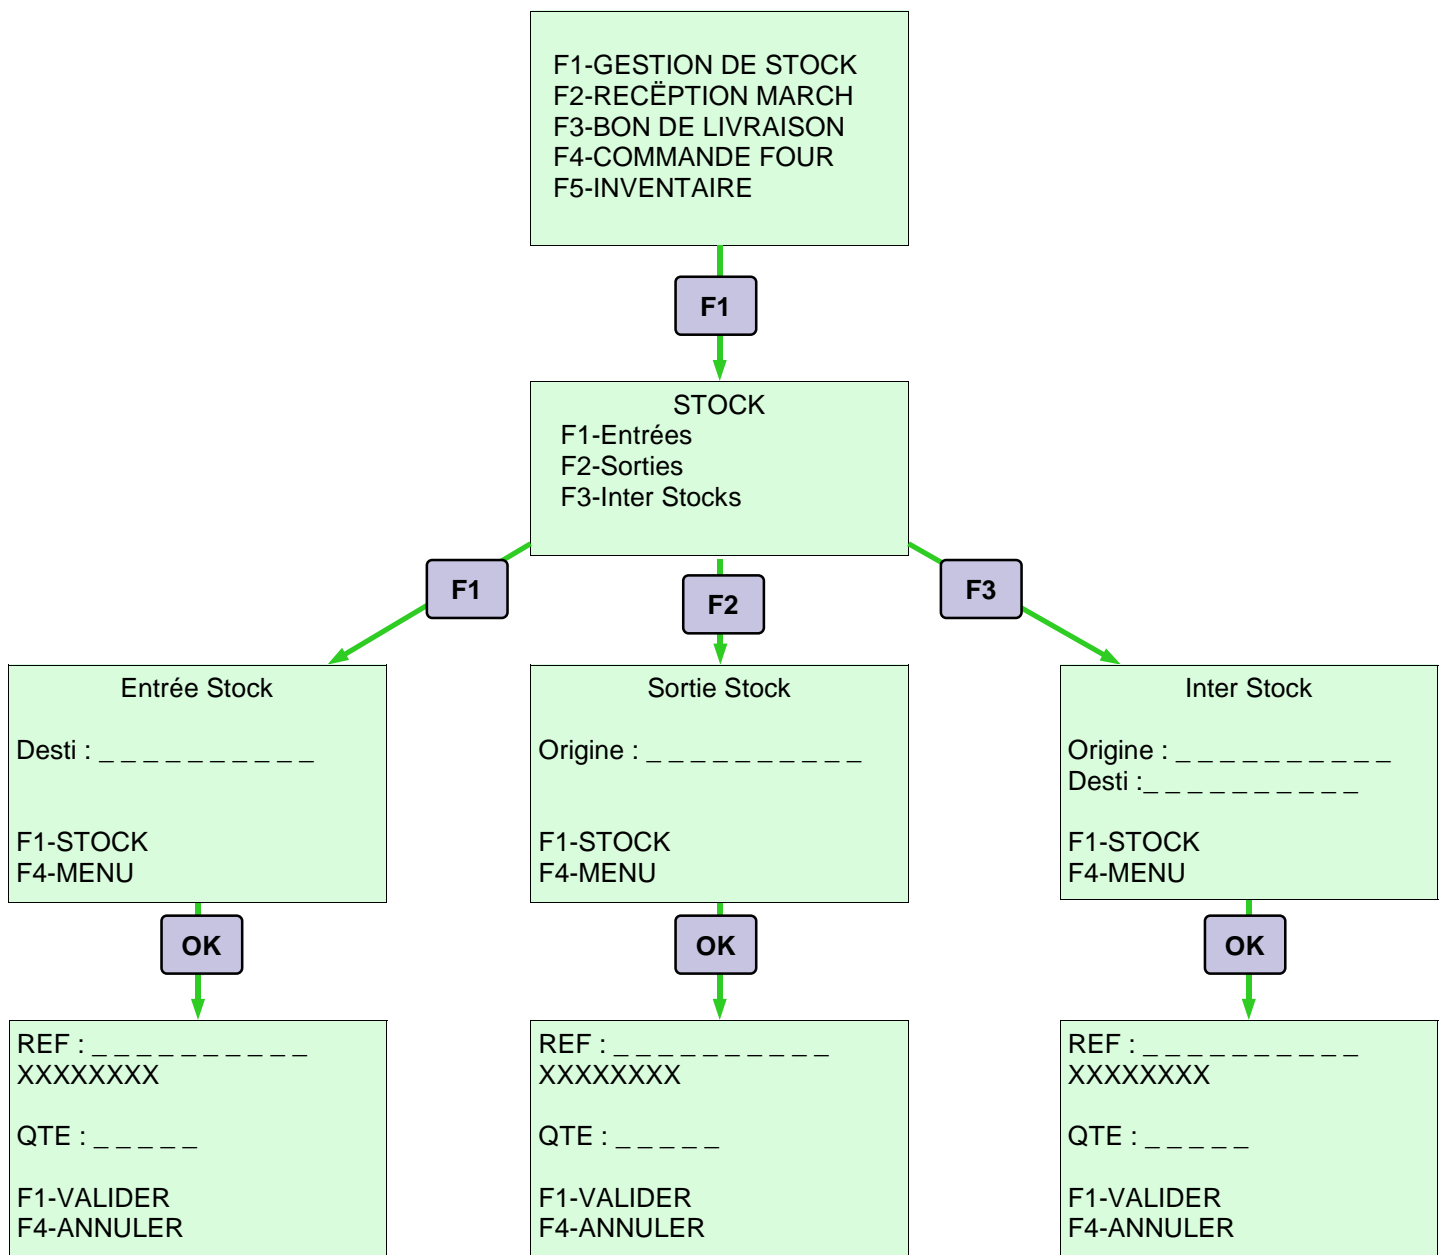 F1-GESTION DE STOCK
F2-RECËPTION MARCH
F3-BON DE LIVRAISON
F4-COMMANDE FOUR
F5-INVENTAIRE
F1
STOCK
F1-Entrées
F2-Sorties
F3-Inter Stocks
F1
F2
F3
Entrée Stock
Desti : _ _ _ _ _ _ _ _ _ _
F1-STOCK
F4-MENU
Sortie Stock
Origine : _ _ _ _ _ _ _ _ _ _
F1-STOCK
F4-MENU
Inter Stock
Origine : _ _ _ _ _ _ _ _ _ _
Desti :_ _ _ _ _ _ _ _ _ _
F1-STOCK
F4-MENU
OK
OK
OK
REF : _ _ _ _ _ _ _ _ _ _
XXXXXXXX
QTE : _ _ _ _ _
F1-VALIDER
F4-ANNULER
REF : _ _ _ _ _ _ _ _ _ _
XXXXXXXX
QTE : _ _ _ _ _
F1-VALIDER
F4-ANNULER
REF : _ _ _ _ _ _ _ _ _ _
XXXXXXXX
QTE : _ _ _ _ _
F1-VALIDER
F4-ANNULER